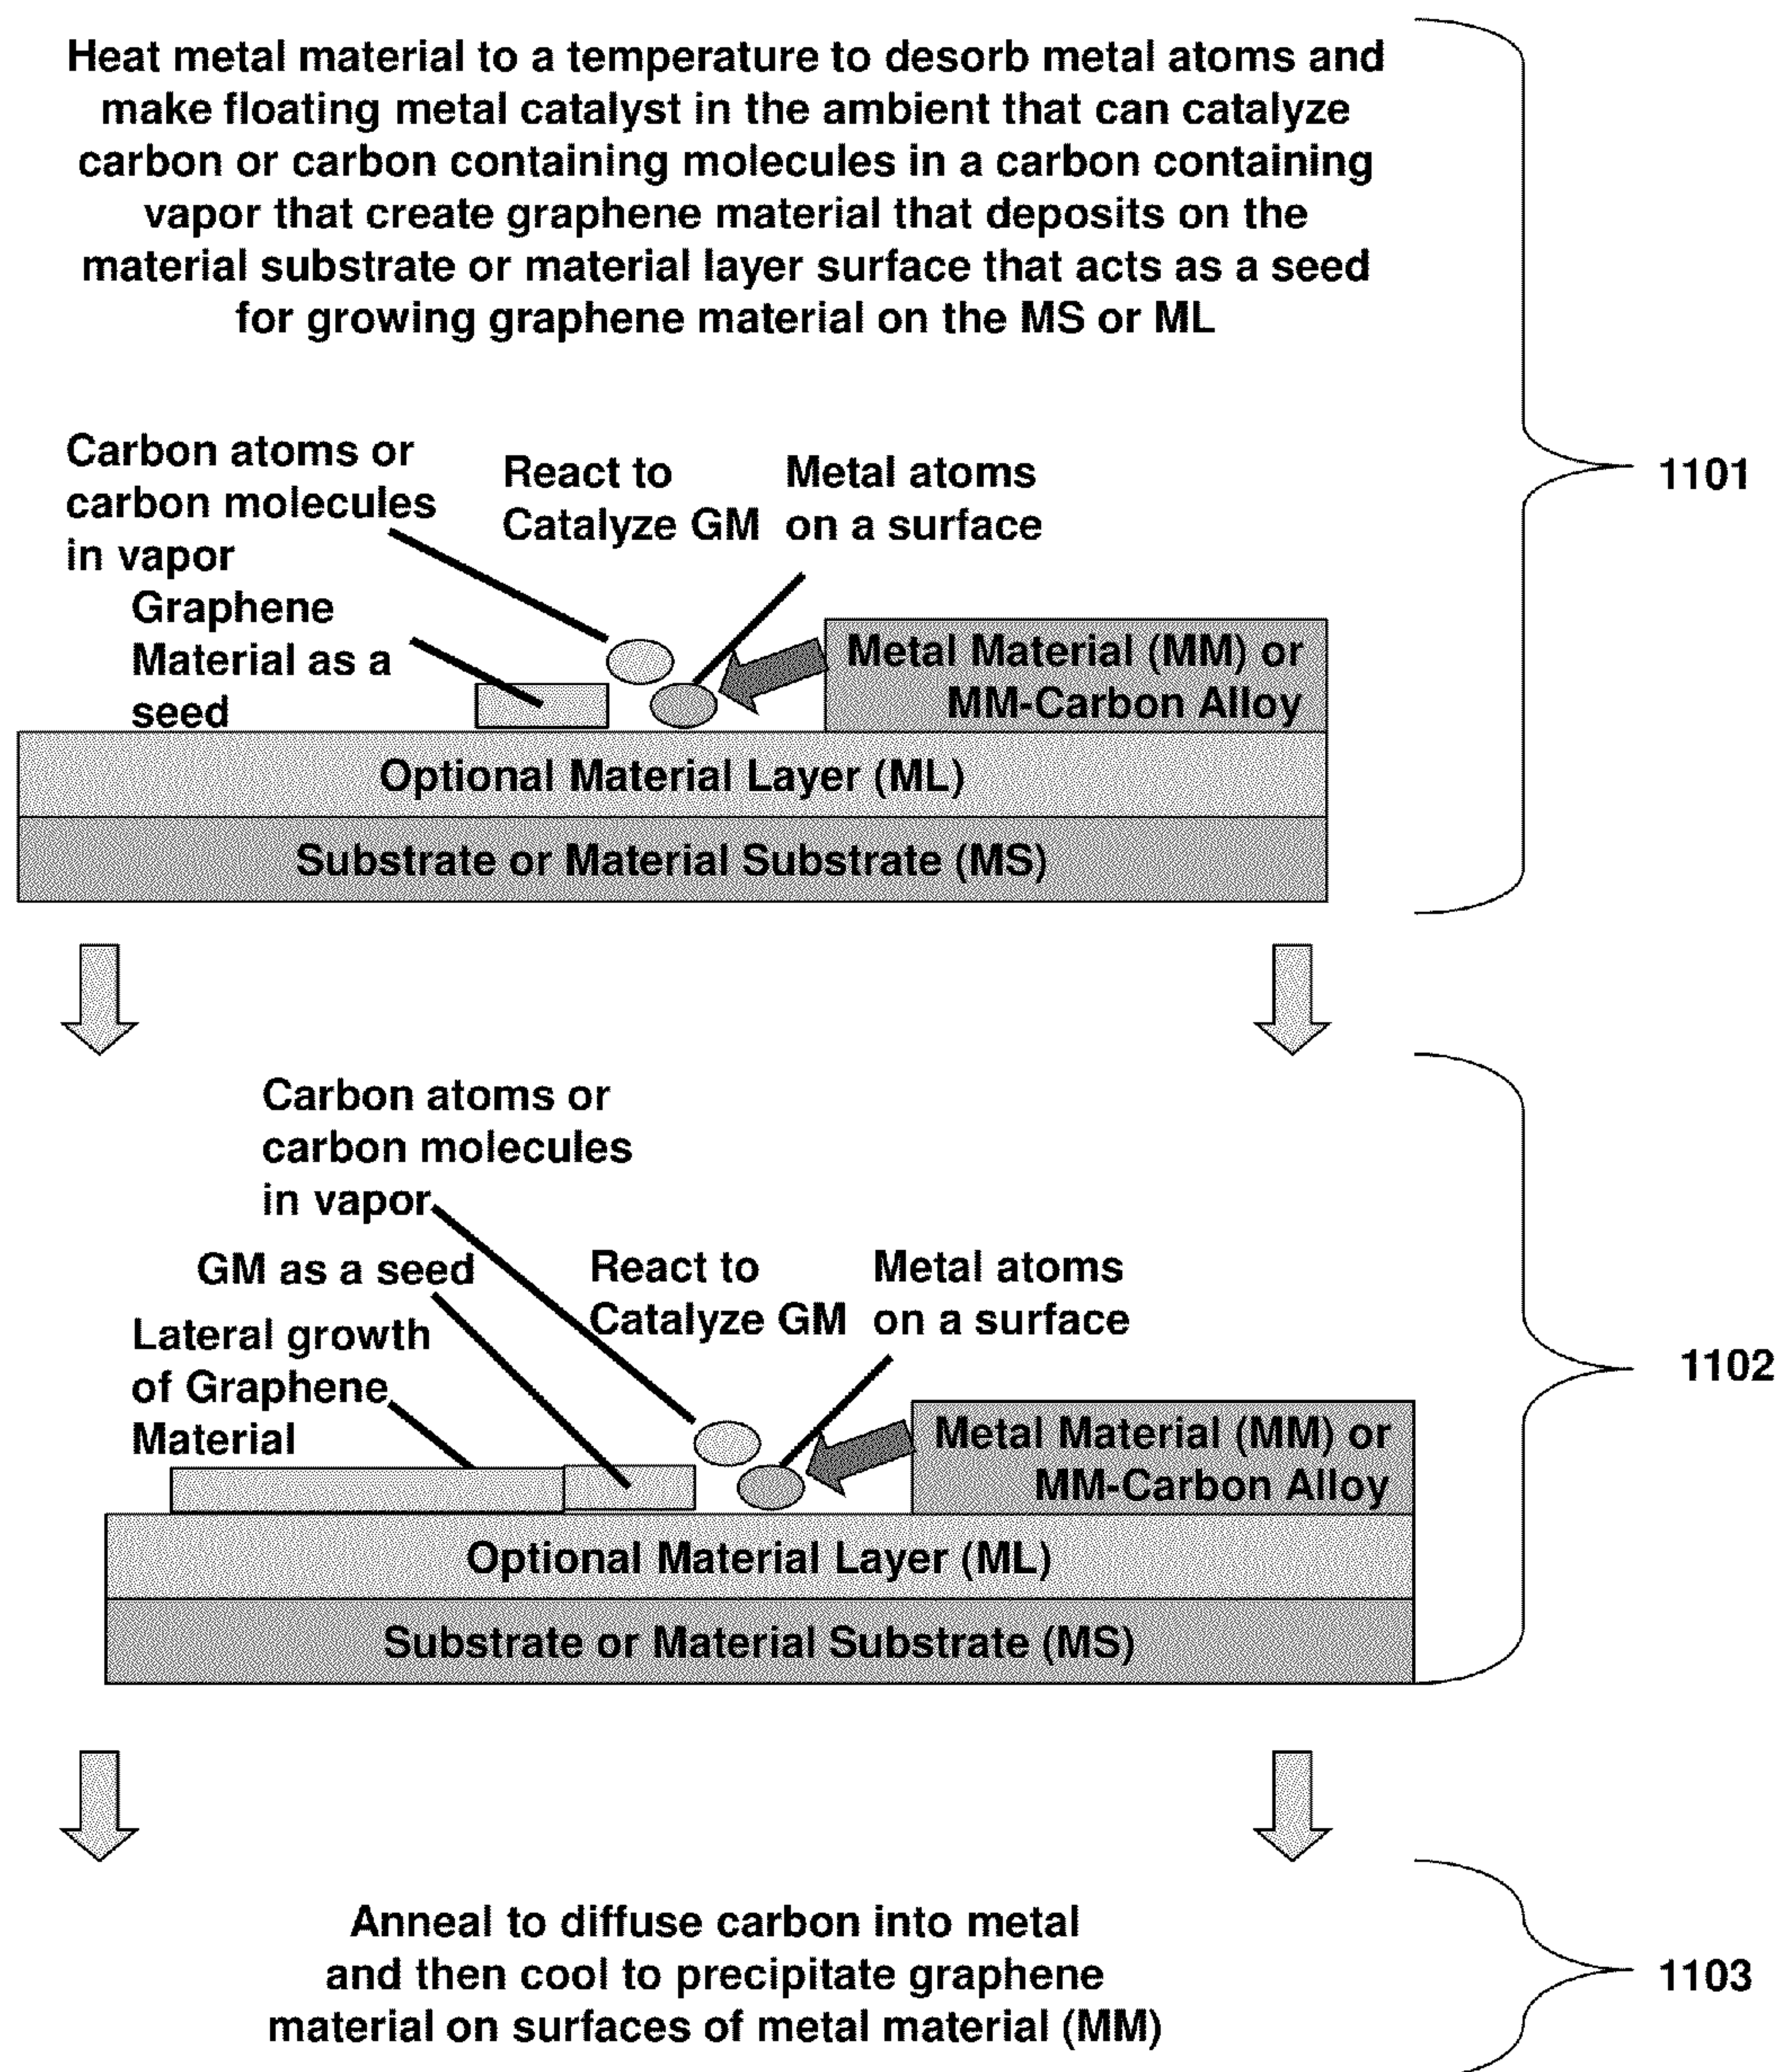 Heat metal material to a temperature to desorb metal atoms and
make floating metal catalyst in the ambient that can catalyze
carbon or carbon containing molecules in a carbon containing
vapor that create graphene material that deposits on the
material substrate or material layer surface that acts as a seed
for growing graphene material on the MS or ML
Carbon atoms or
carbon molecules
in vapor
React to
Catalyze GM
Metal atoms
on a surface
1101
Graphene
Material as a
seed
Metal Material (MM) or
MM-Carbon Alloy
Optional Material Layer (ML)
Substrate or Material Substrate (MS)
Carbon atoms or
carbon molecules
in vapor
GM as a seed
React to
Catalyze GM
Metal atoms
on a surface
Lateral growth
of Graphene
Material
1102
Metal Material (MM) or
MM-Carbon Alloy
Optional Material Layer (ML)
Substrate or Material Substrate (MS)
Anneal to diffuse carbon into metal
and then cool to precipitate graphene
material on surfaces of metal material (MM)
1103